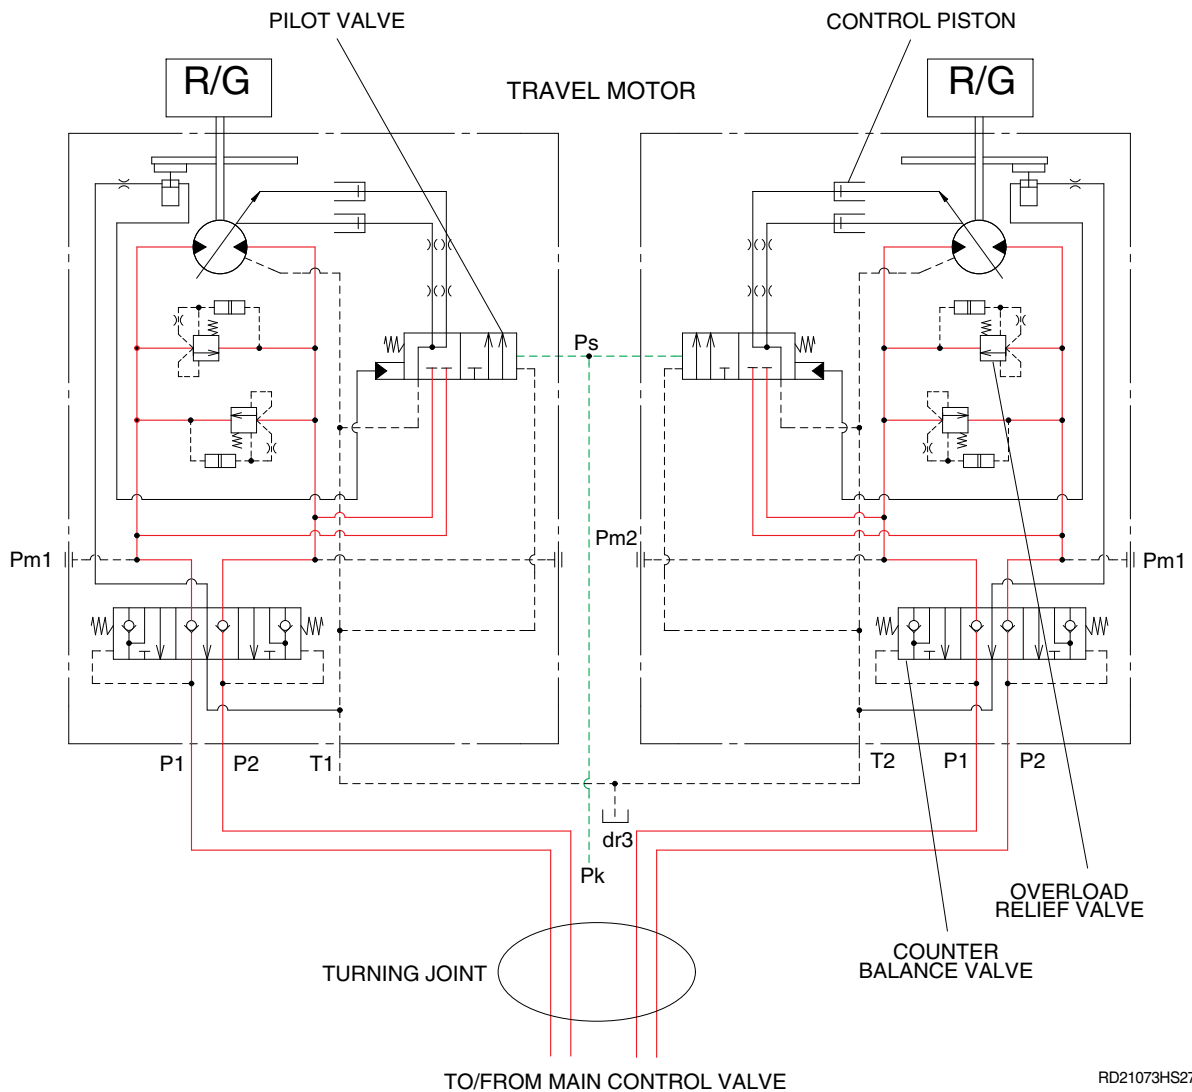 PILOT VALVE
CONTROL PISTON
R/G
TRAVEL MOTOR
R/G
Ps
Pm1
Pm2
Pm1
P1
P2
T1
T2
P1
P2
dr3
Pk
OVERLOAD
RELIEF VALVE
COUNTER
BALANCE VALVE
TURNING JOINT
TO/FROM MAIN CONTROL VALVE
RD21073HS27